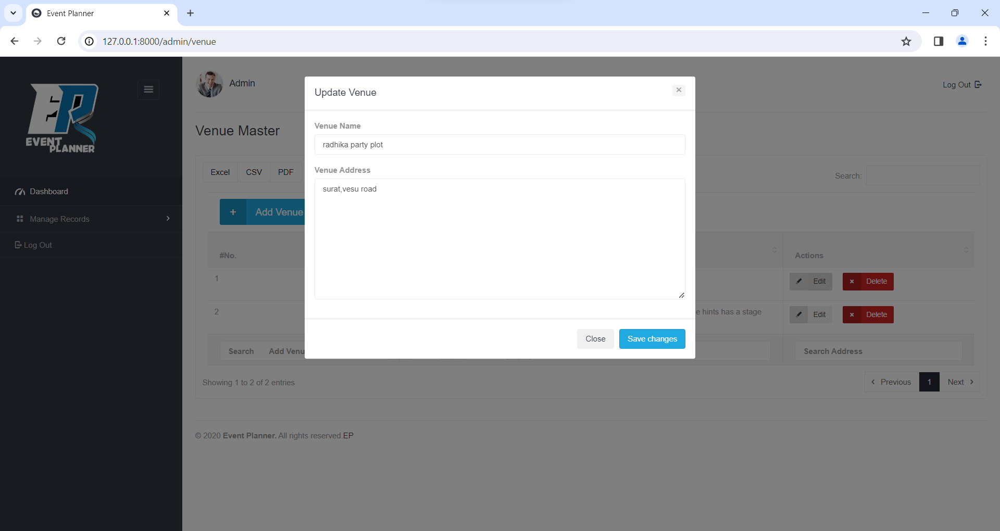 Event Planner
127.0.0.1:8000/admin/venue
EVENT
PLANNER
Admin
Log Out
Dashboard
Manage Records
Log Out
Venue Master
Excel CSV PDF
Search:
+ Add Venue
#No.
Actions
1
Edit
Delete
2
e hints has a stage
Edit
Delete
Search Add Venu
Search Address
Showing 1 to 2 of 2 entries
Previous 1 Next
© 2020 Event Planner. All rights reserved.EP
Update Venue
Venue Name
radhika party plot
Venue Address
surat,vesu road
Close
Save changes